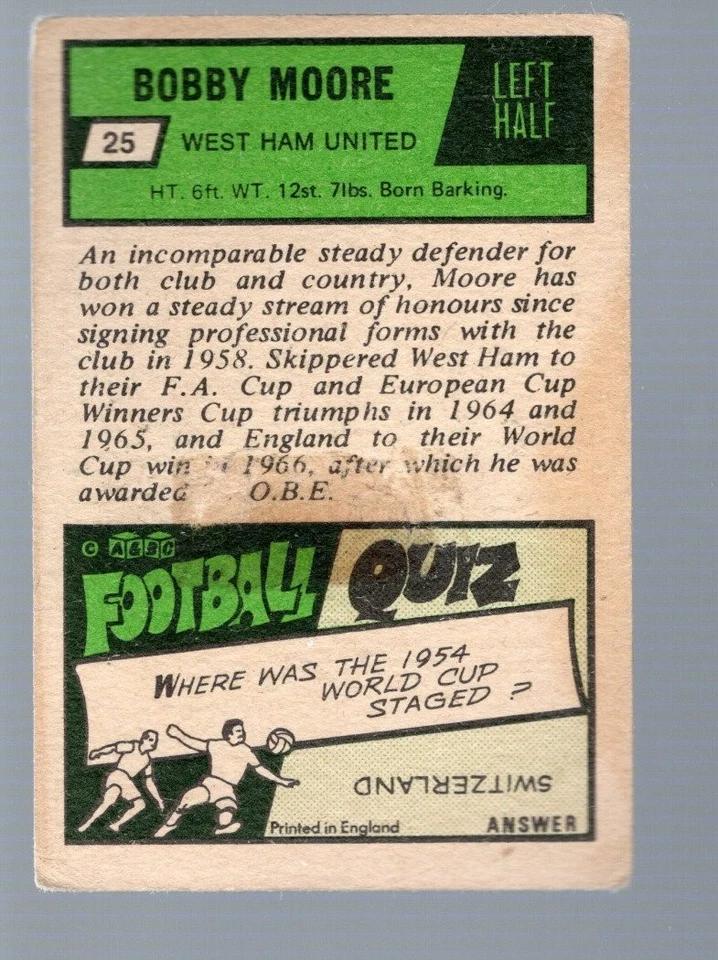 BOBBY MOORE
LEFT
HALF
25
WEST HAM UNITED
HT. 6ft. WT. 12st. 7lbs. Born Barking.
An incomparable steady defender for
both club and country, Moore has
won a steady stream of honours since
signing professional forms with the
club in 1958. Skippered West Ham to
their F.A. Cup and European Cup
Winners Cup triumphs in 1964 and
1965, and England to their World
Cup win in 1966, after which he was
awarded O.B.E.
© A&BC
FOOTBALL QUIZ
WHERE WAS THE 1954
WORLD CUP
STAGED ?
SWITZERLAND
Printed in England
ANSWER